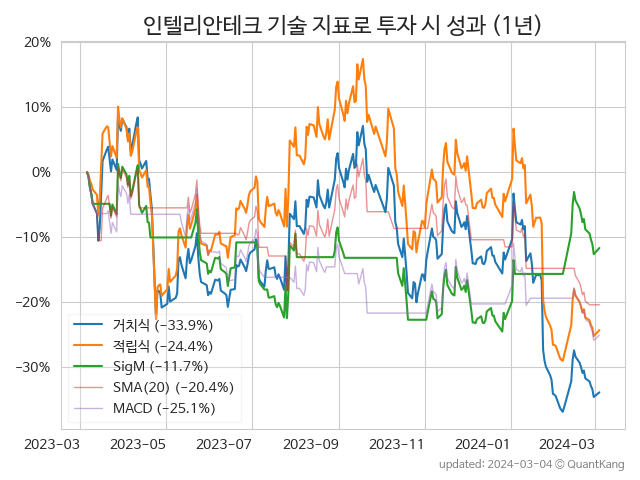 인텔리안테크 기술 지표로 투자 시 성과 (1년)
20%
10%
0%
−10%
−20%
−30%
거치식 (−33.9%)
적립식 (−24.4%)
SigM (−11.7%)
SMA(20) (−20.4%)
MACD (−25.1%)
2023-03 2023-05 2023-07 2023-09 2023-11 2024-01 2024-03
updated: 2024-03-04 © QuantKang